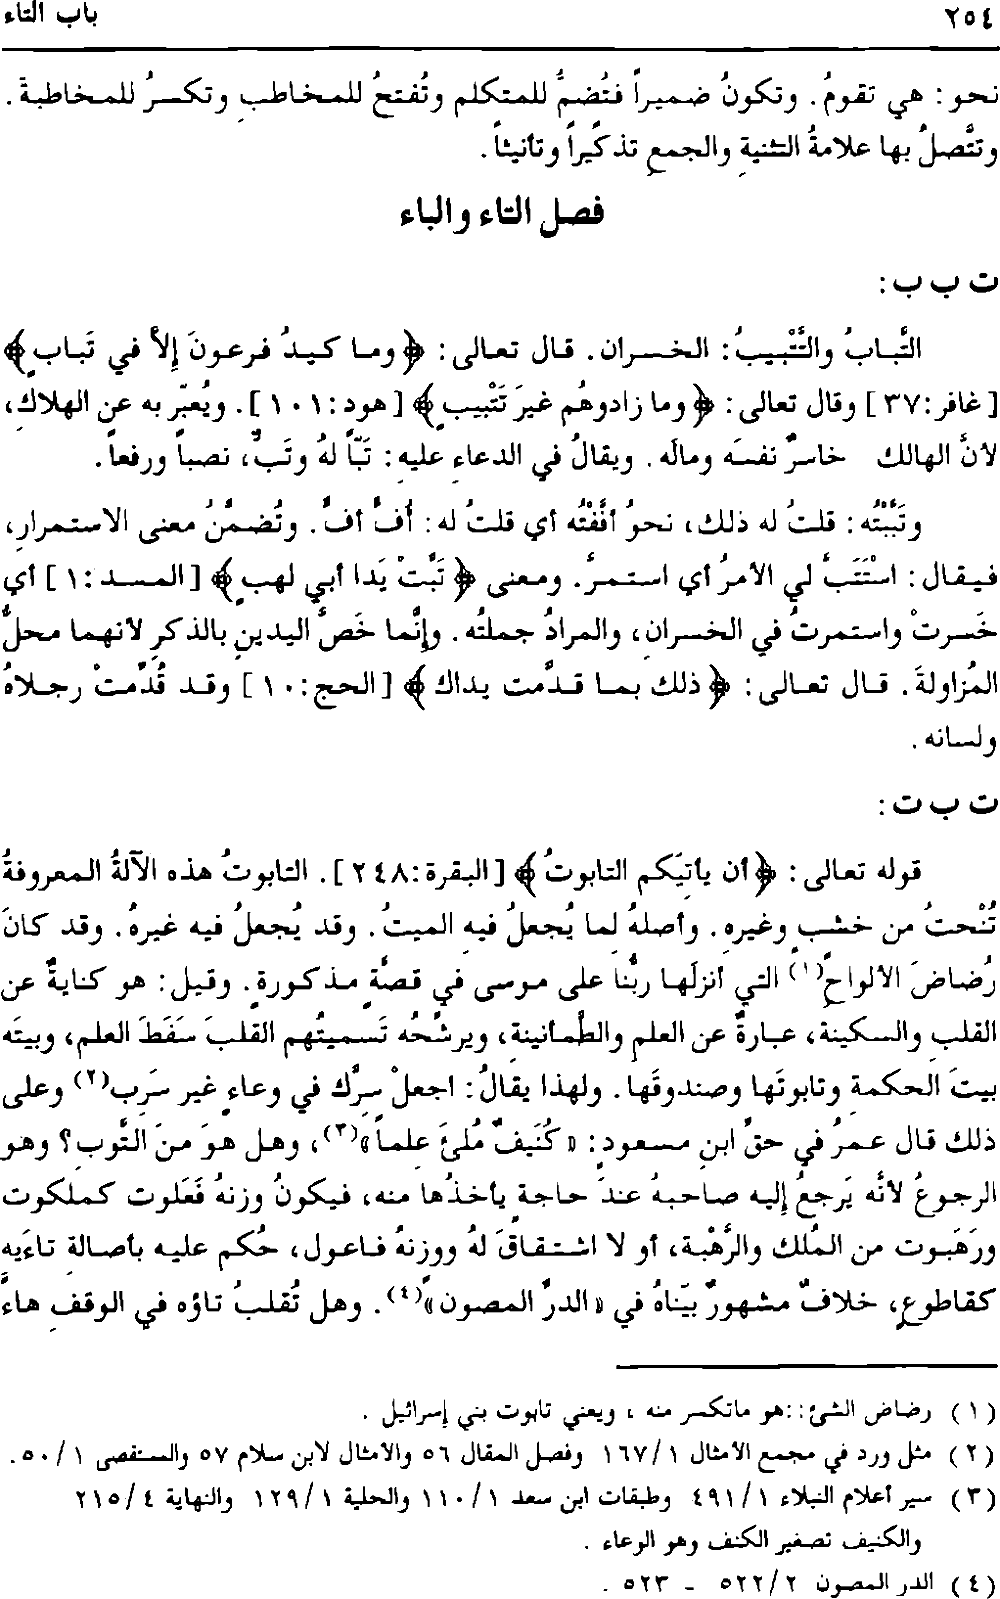 ٢٥٤ باب التاء
نحو: هي تقومُ. وتكونُ ضميراً فتُضمُّ للمتكلم وتُفتحُ للمخاطبِ وتكسرُ للمخاطبةَ.
وتتَّصلُ بها علامةُ التثنيةِ والجمعِ تذكيراً وتأنيثاً.
فصل التاء والباء
ت ب ب:
التَّبابُ والتَّتْبيبُ: الخسران. قال تعالى: ﴿وما كيدُ فرعونَ إِلاَّ في تَبابٍ﴾
[غافر:٣٧] وقال تعالى: ﴿وما زادوهُم غيرَ تَتْبيبٍ﴾ [هود:١٠١]. ويُعبّر به عنِ الهلاكِ،
لأنَّ الهالك خاسرٌ نفسَه ومالَه. ويقالُ في الدعاءِ عليهِ: تَبّاً لهُ وتَبٌّ، نصباً ورفعاً.
وتَبَّبْتُه: قلتُ له ذلك، نحوُ أفَّفْتُه أي قلتُ له: أُفّ أفّ. وتُضمَّنُ معنى الاستمرارِ،
فيقال: اسْتَتَبَّ لي الأمرُ أي استمرَّ. ومعنى ﴿تَبَّتْ يَدا أبي لهبٍ﴾ [المسد:١] أي
خَسرتْ واستمرتُ في الخسرانِ، والمرادُ جملتُه. وإِنَّما خَصَّ اليدينِ بالذكرِ لأنهما محلُّ
المُزاولةَ. قال تعالى: ﴿ذلك بما قدَّمت يداك﴾ [الحج:١٠] وقد قُدِّمتْ رجلاهُ
ولسانه.
ت ب ت:
قوله تعالى: ﴿أن يأتيَكم التابوتُ﴾ [البقرة:٢٤٨]. التابوتُ هذه الآلةُ المعروفةُ
تُنْحتُ من خشبٍ وغيرِهِ. وأصلهُ لما يُجعلُ فيهِ الميتُ. وقد يُجعلُ فيه غيرهُ. وقد كانَ
رُضاضَ الألواحِ(١) التي أنزلَها ربُّنا على موسى في قصةٍ مذكورةٍ. وقيل: هو كنايةٌ عن
القلبِ والسكينة، عبارةٌ عن العلمِ والطُّمأنينة، ويرشِّحُه تَسميتُهم القلبَ سَفَطَ العلم، وبيتَه
بيتَ الحكمة وتابوتَها وصندوقَها. ولهذا يقالُ: اجعلْ سرَّك في وعاءٍ غير سَرَب(٢) وعلى
ذلك قال عمرُ في حقِّ ابنِ مسعودٍ: «كُنَيفٌ مُلئَ علماً»(٣)، وهل هوَ منَ التَّوب؟ وهو
الرجوعُ لأنَّه يَرجعُ إِليه صاحبهُ عندَ حاجةٍ يأخذُها منه، فيكونُ وزنهُ فَعَلوت كملكوت
ورَهَبوت من المُلك والرَّهْبة، أو لا اشتقاقَ لهُ ووزنهُ فاعول، حُكم عليه بأصالةِ تاءَيه
كقاطوعٍ، خلافٌ مشهورٌ بيّناهُ في «الدرِّ المصون»(٤). وهل تُقلبُ تاؤه في الوقفِ هاءً
(١) رضاض الشئ: :هو ماتكسر منه ، ويعني تابوت بني إسرائيل .
(٢) مثل ورد في مجمع الأمثال ١٦٧/١ وفصل المقال ٥٦ والأمثال لابن سلام ٥٧ والمستقصى ٥٠/١ .
(٣) سير أعلام النبلاء ٤٩١/١ وطبقات ابن سعد ١١٠/١ والحلية ١٢٩/١ والنهاية ٢١٥/٤
والكنيف تصغير الكنف وهو الوعاء .
(٤) الدر المصون ٥٢٢/٢ - ٥٢٣ .